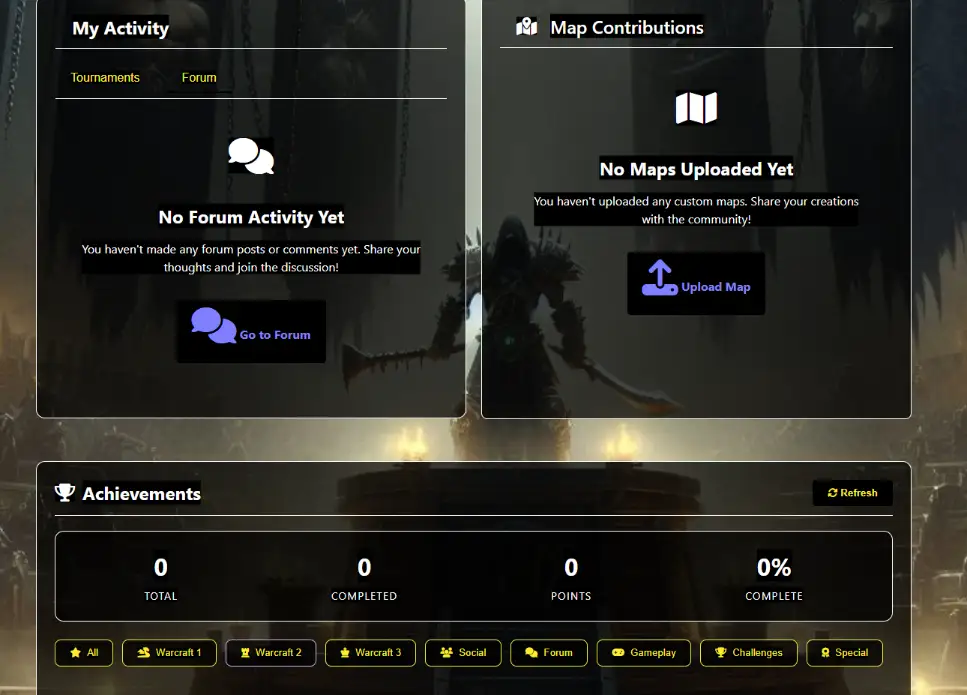 My Activity
Tournaments Forum
No Forum Activity Yet
You haven't made any forum posts or comments yet. Share your
thoughts and join the discussion!
Go to Forum
Map Contributions
No Maps Uploaded Yet
You haven't uploaded any custom maps. Share your creations
with the community!
Upload Map
Achievements
Refresh
0 0 0 0%
TOTAL COMPLETED POINTS COMPLETE
All Warcraft 1 Warcraft 2 Warcraft 3 Social Forum Gameplay Challenges Special